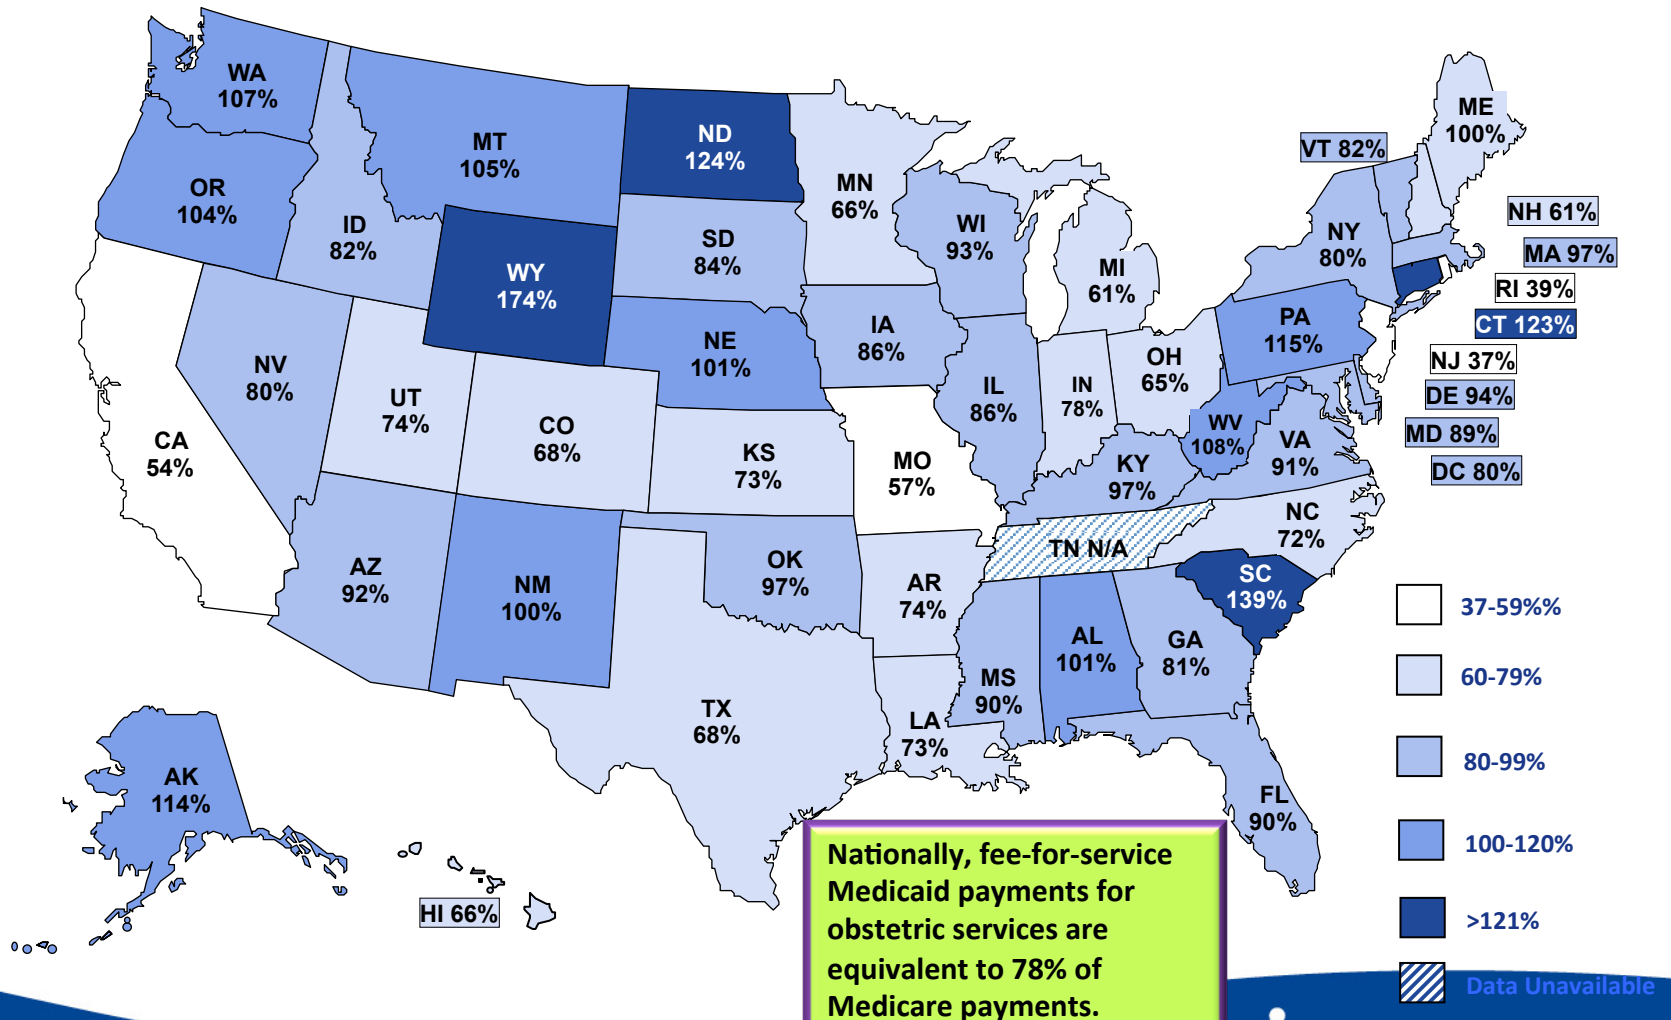 WA
107%
MT
105%
ND
124%
ME
100%
VT 82%
OR
104%
ID
82%
MN
66%
WI
93%
SD
84%
NY
80%
NH 61%
MA 97%
MI
61%
WY
174%
RI 39%
CT 123%
IA
86%
NE
101%
PA
115%
OH
65%
NJ 37%
NV
80%
UT
74%
IL
86%
IN
78%
DE 94%
CO
68%
WV
108%
MD 89%
CA
54%
KS
73%
MO
57%
KY
97%
VA
91%
DC 80%
NC
72%
TN N/A
AZ
92%
NM
100%
OK
97%
AR
74%
SC
139%
37-59%%
AL
101%
GA
81%
MS
90%
60-79%
TX
68%
LA
73%
80-99%
AK
114%
FL
90%
100-120%
HI 66%
Nationally, fee-for-service
Medicaid payments for
obstetric services are
equivalent to 78% of
Medicare payments.
>121%
Data Unavailable